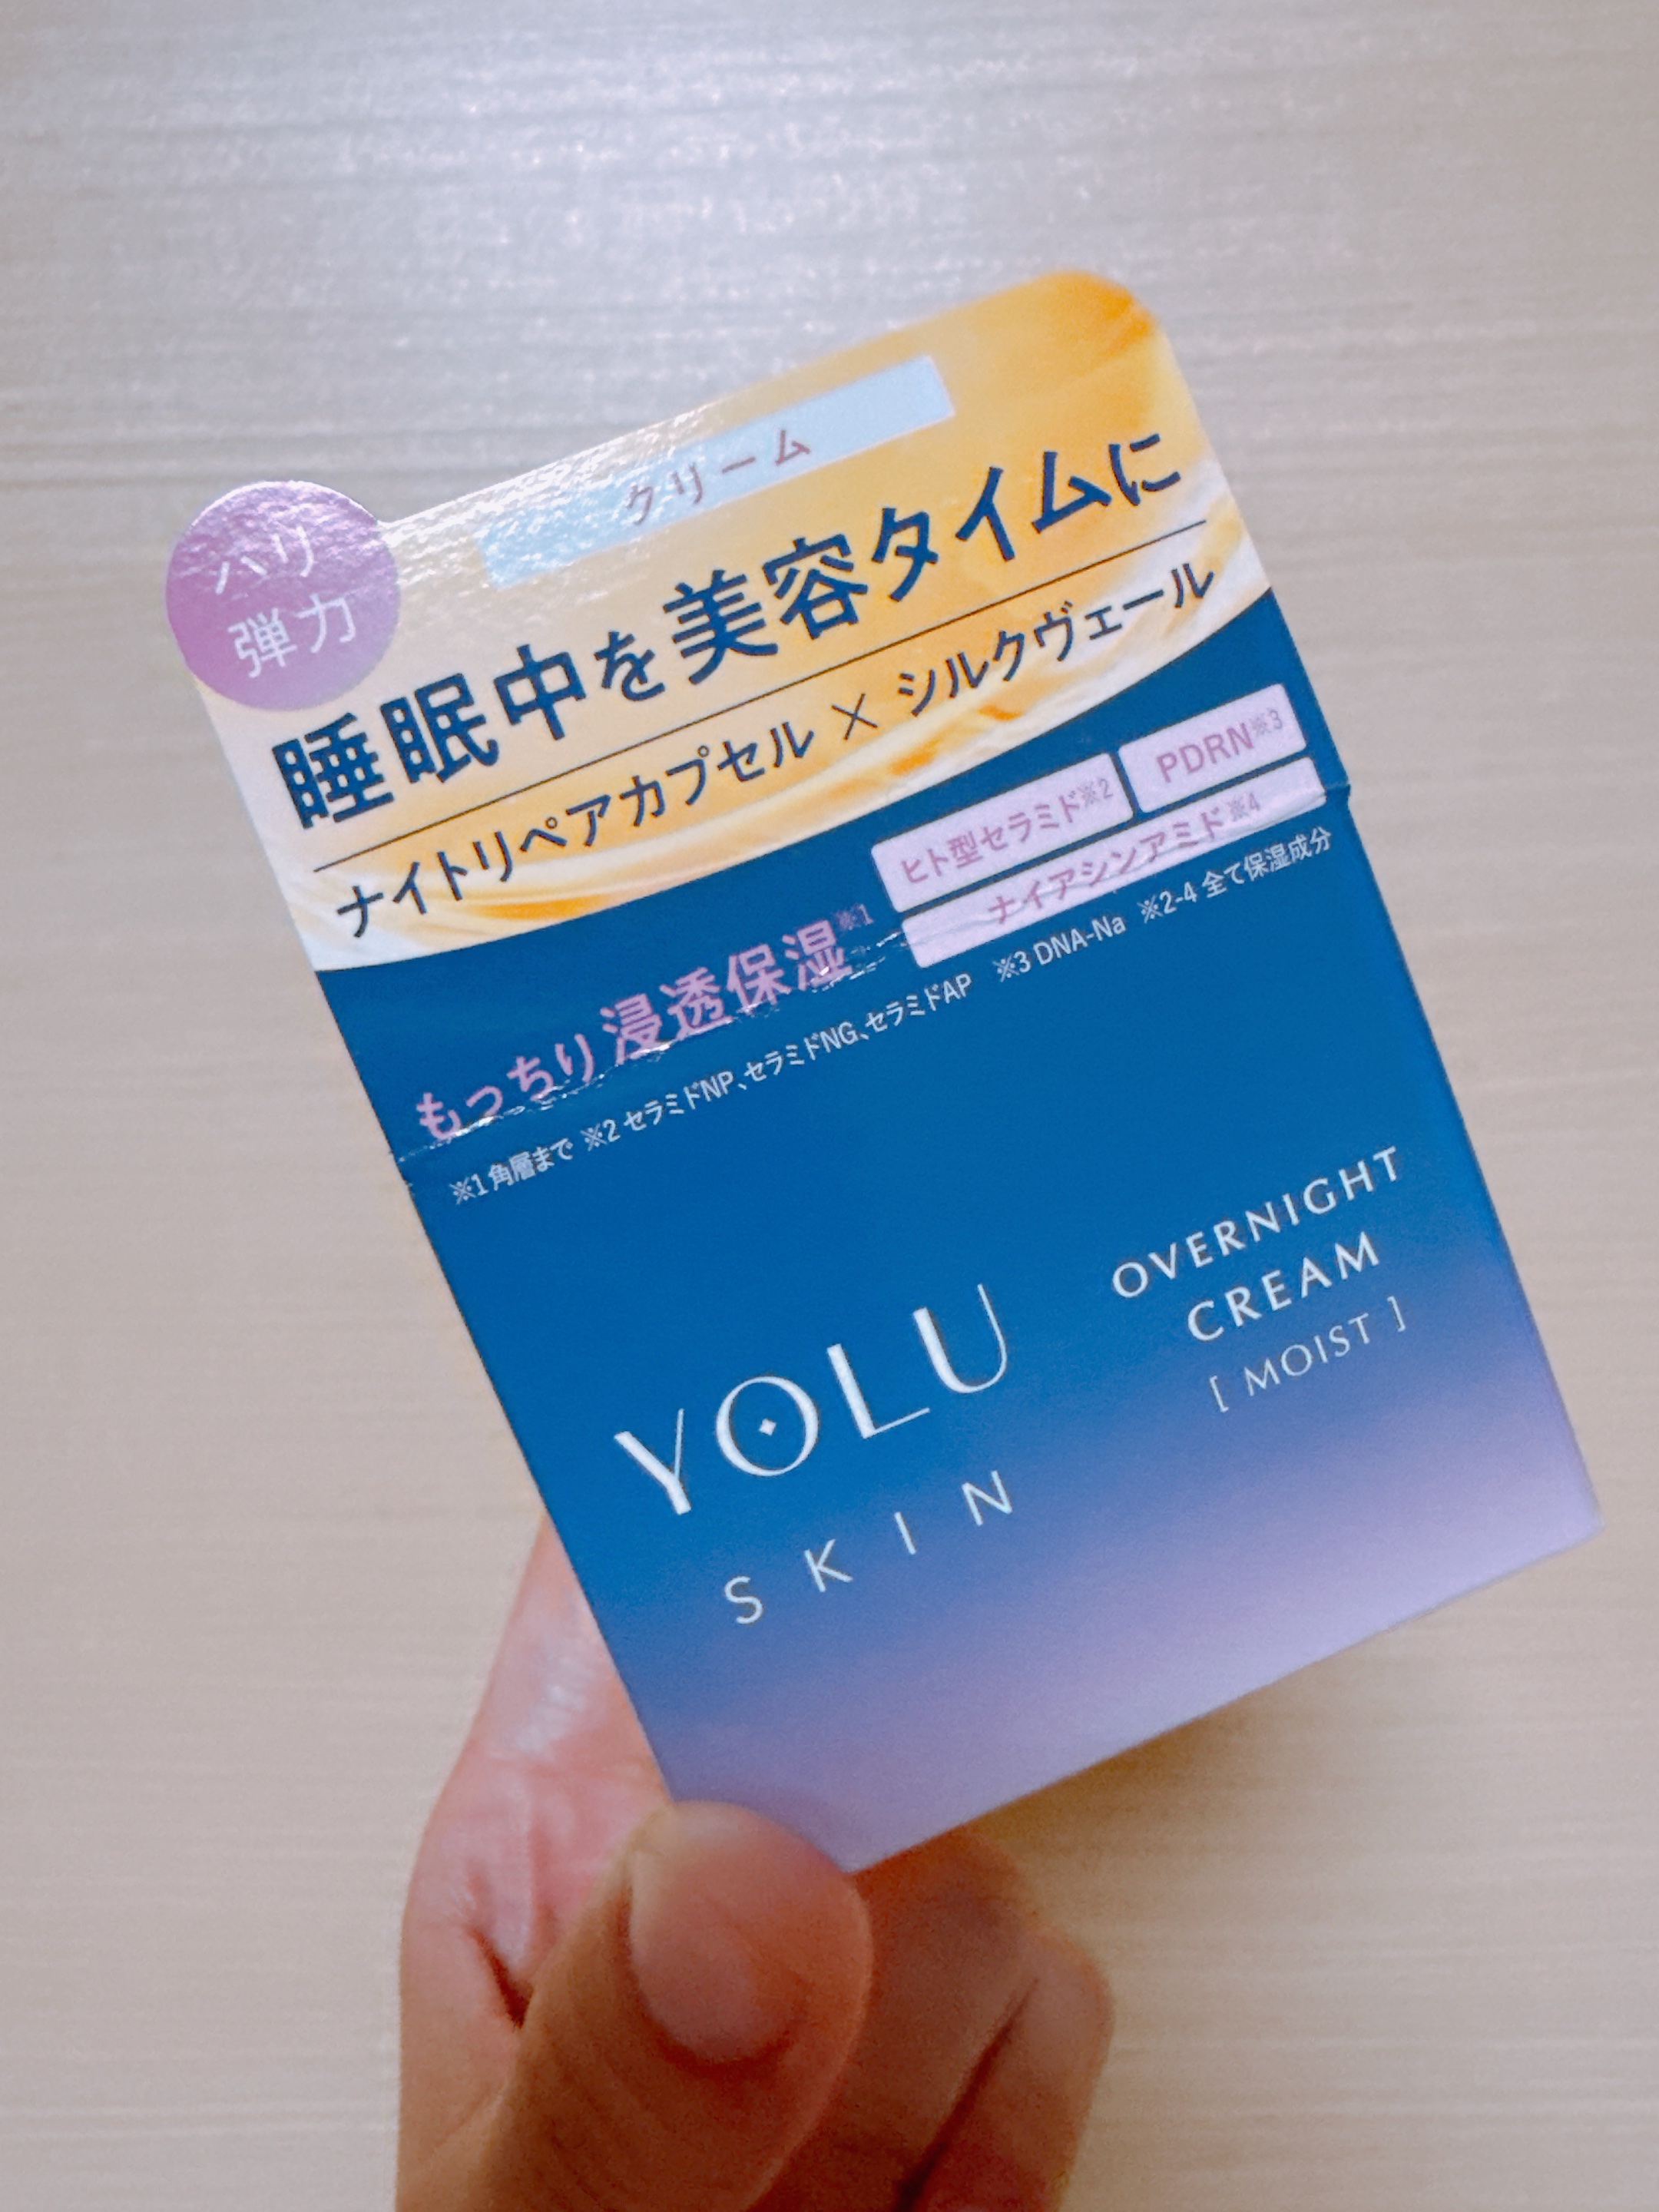 クリーム
ハリ
弾力
睡眠中を美容タイムに
ナイトリペアカプセル × シルクヴェール
もっちり浸透保湿※1
ヒト型セラミド※2
PDRN※3
ナイアシンアミド※4
※1 角層まで ※2 セラミドNP、セラミドNG、セラミドAP ※3 DNA-Na ※2-4 全て保湿成分
YOLU
SKIN
OVERNIGHT
CREAM
[ MOIST ]